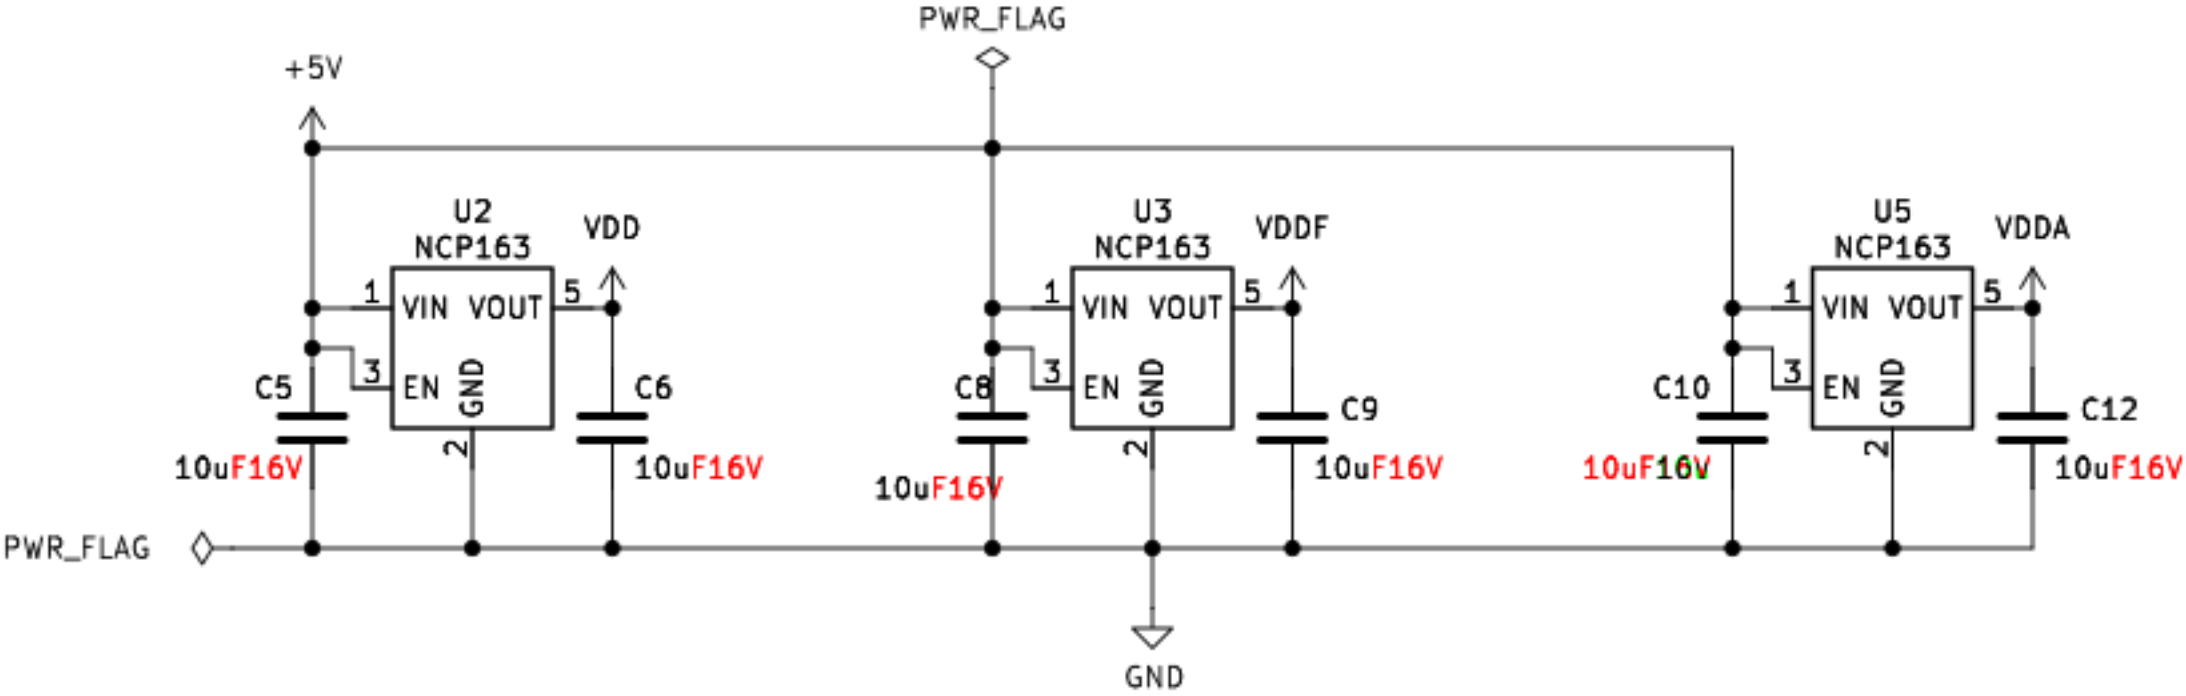 PWR_FLAG
+5V
U2
NCP163
VDD
1
VIN
VOUT
5
3
EN
GND
2
C5
10uF16V
C6
10uF16V
U3
NCP163
VDDF
1
VIN
VOUT
5
3
EN
GND
2
C8
10uF16V
C9
10uF16V
U5
NCP163
VDDA
1
VIN
VOUT
5
3
EN
GND
2
C10
10uF16V
C12
10uF16V
PWR_FLAG
GND